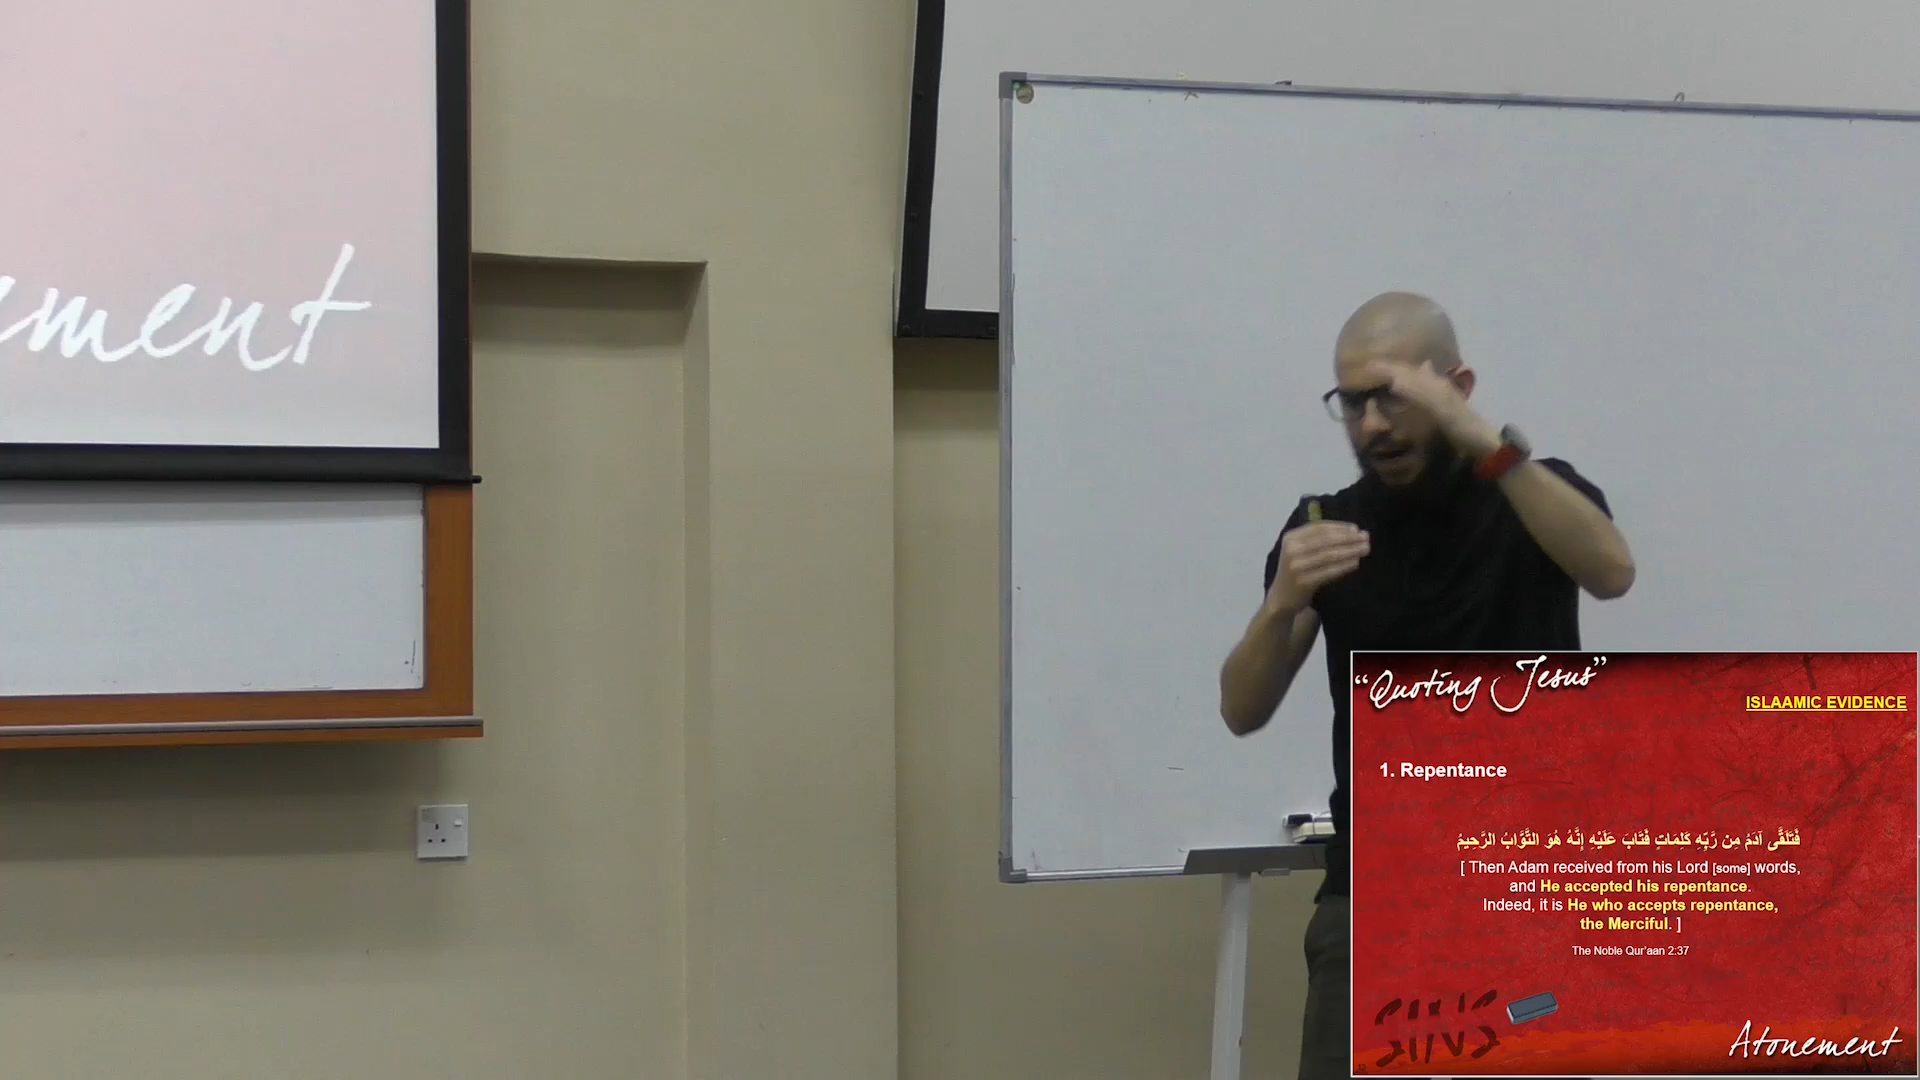 ement
“Quoting Jesus”
ISLAAMIC EVIDENCE
1. Repentance
فَتَلَقَّى آدَمُ مِن رَّبِّهِ كَلِمَاتٍ فَتَابَ عَلَيْهِ إِنَّهُ هُوَ التَّوَّابُ الرَّحِيمُ
[ Then Adam received from his Lord [some] words,
and He accepted his repentance.
Indeed, it is He who accepts repentance,
the Merciful. ]
The Noble Qur'aan 2:37
SINS
Atonement